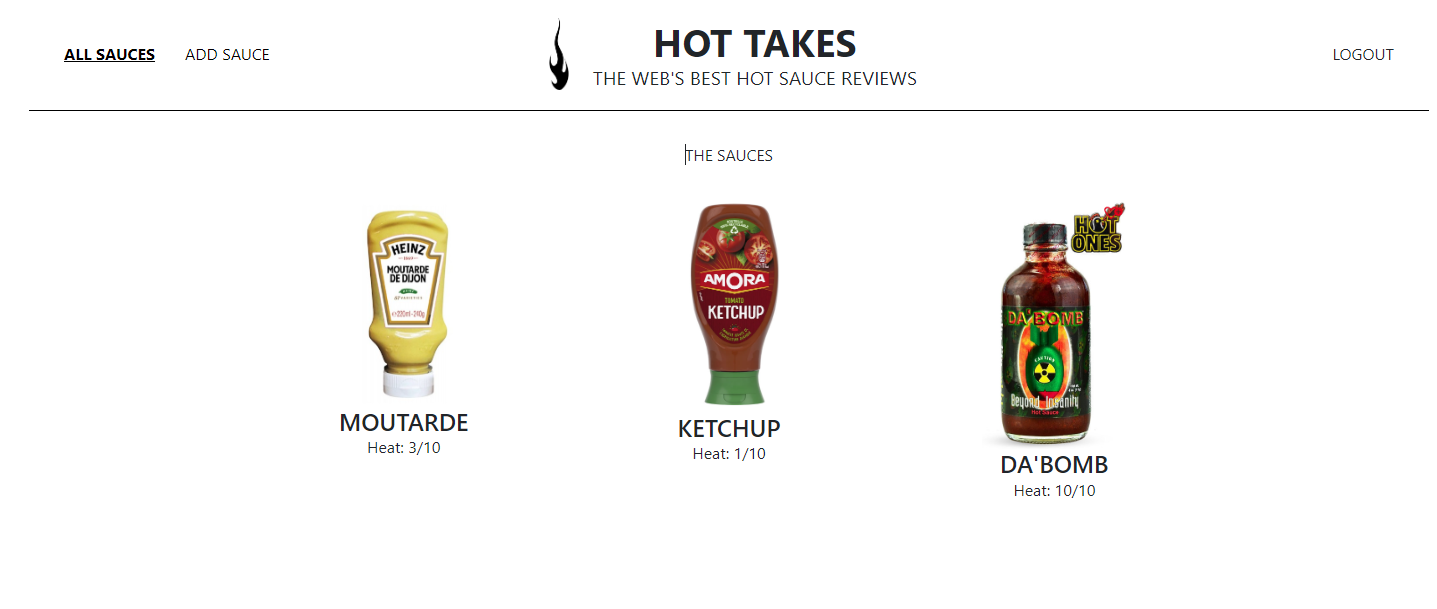 ALL SAUCES
ADD SAUCE
HOT TAKES
THE WEB'S BEST HOT SAUCE REVIEWS
LOGOUT
THE SAUCES
HEINZ
MOUTARDE
DE DIJON
MOUTARDE
Heat: 3/10
AMORA
TOMATO
KETCHUP
KETCHUP
Heat: 1/10
HOT
ONES
DA'BOMB
CAUTION
Beyond Insanity
Hot Sauce
DA'BOMB
Heat: 10/10